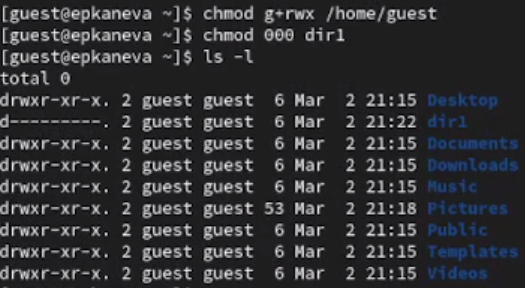 [guest@epkaneva ~]$ chmod g+rwx /home/guest
[guest@epkaneva ~]$ chmod 000 dir1
[guest@epkaneva ~]$ ls -l
total 0
drwxr-xr-x. 2 guest guest  6 Mar  2 21:15 Desktop
d---------. 2 guest guest  6 Mar  2 21:22 dir1
drwxr-xr-x. 2 guest guest  6 Mar  2 21:15 Documents
drwxr-xr-x. 2 guest guest  6 Mar  2 21:15 Downloads
drwxr-xr-x. 2 guest guest  6 Mar  2 21:15 Music
drwxr-xr-x. 2 guest guest 53 Mar  2 21:18 Pictures
drwxr-xr-x. 2 guest guest  6 Mar  2 21:15 Public
drwxr-xr-x. 2 guest guest  6 Mar  2 21:15 Templates
drwxr-xr-x. 2 guest guest  6 Mar  2 21:15 Videos